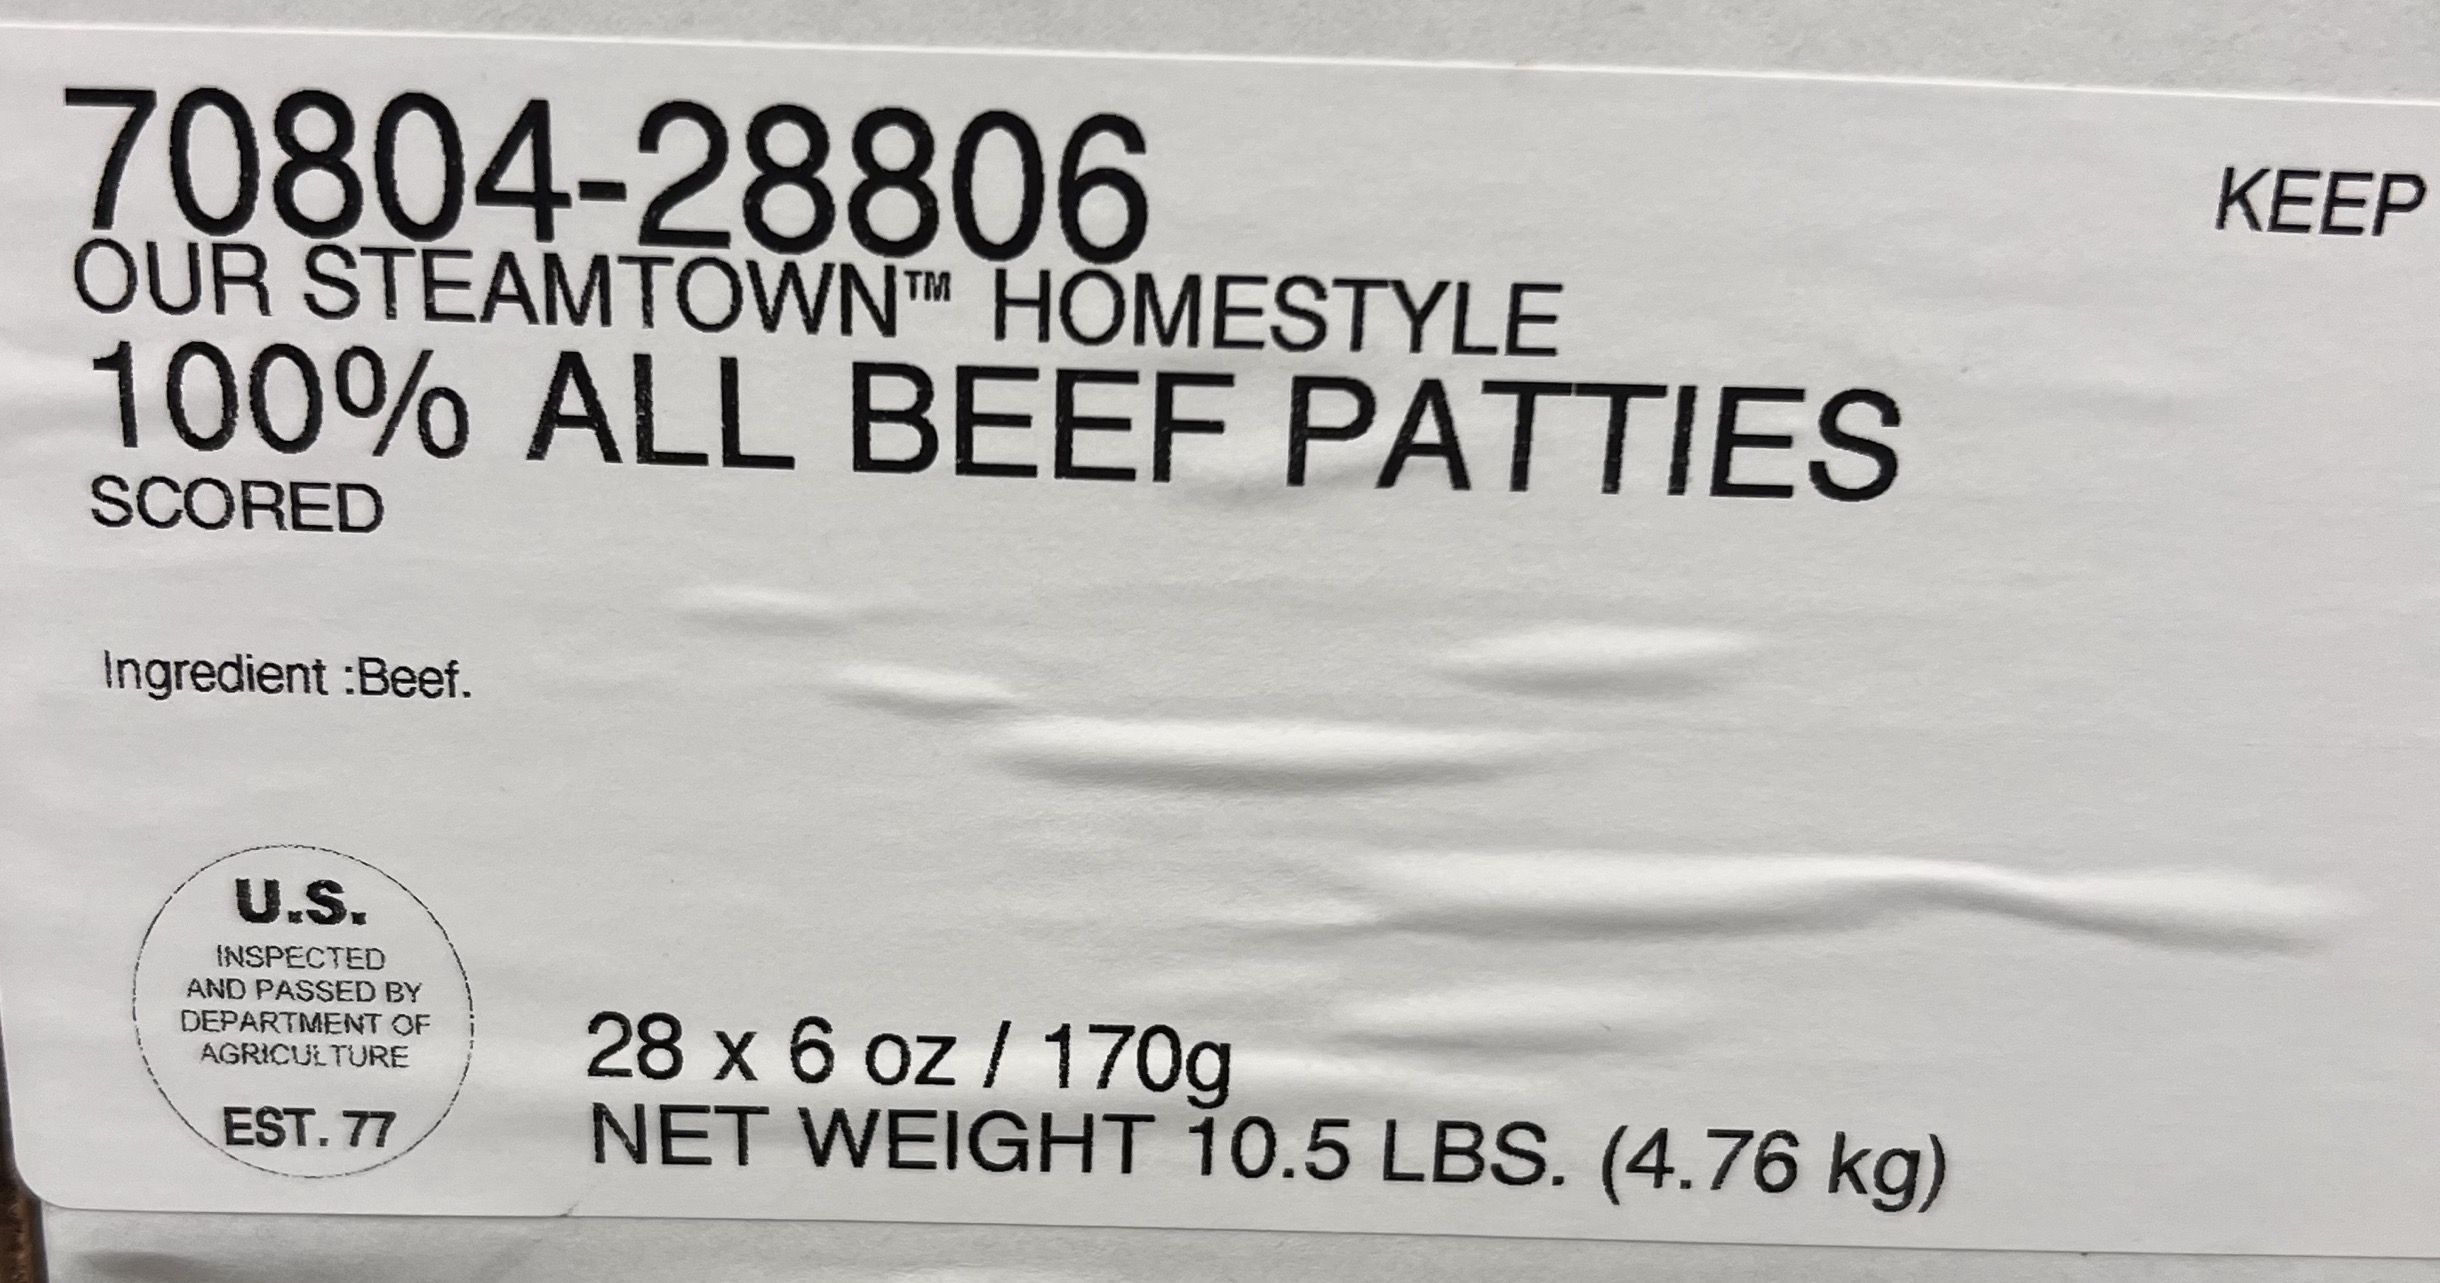 70804-28806
KEEP
OUR STEAMTOWN™ HOMESTYLE
100% ALL BEEF PATTIES
SCORED
Ingredient :Beef.
U.S.
INSPECTED
AND PASSED BY
DEPARTMENT OF
AGRICULTURE
EST. 77
28 x 6 oz / 170g
NET WEIGHT 10.5 LBS. (4.76 kg)